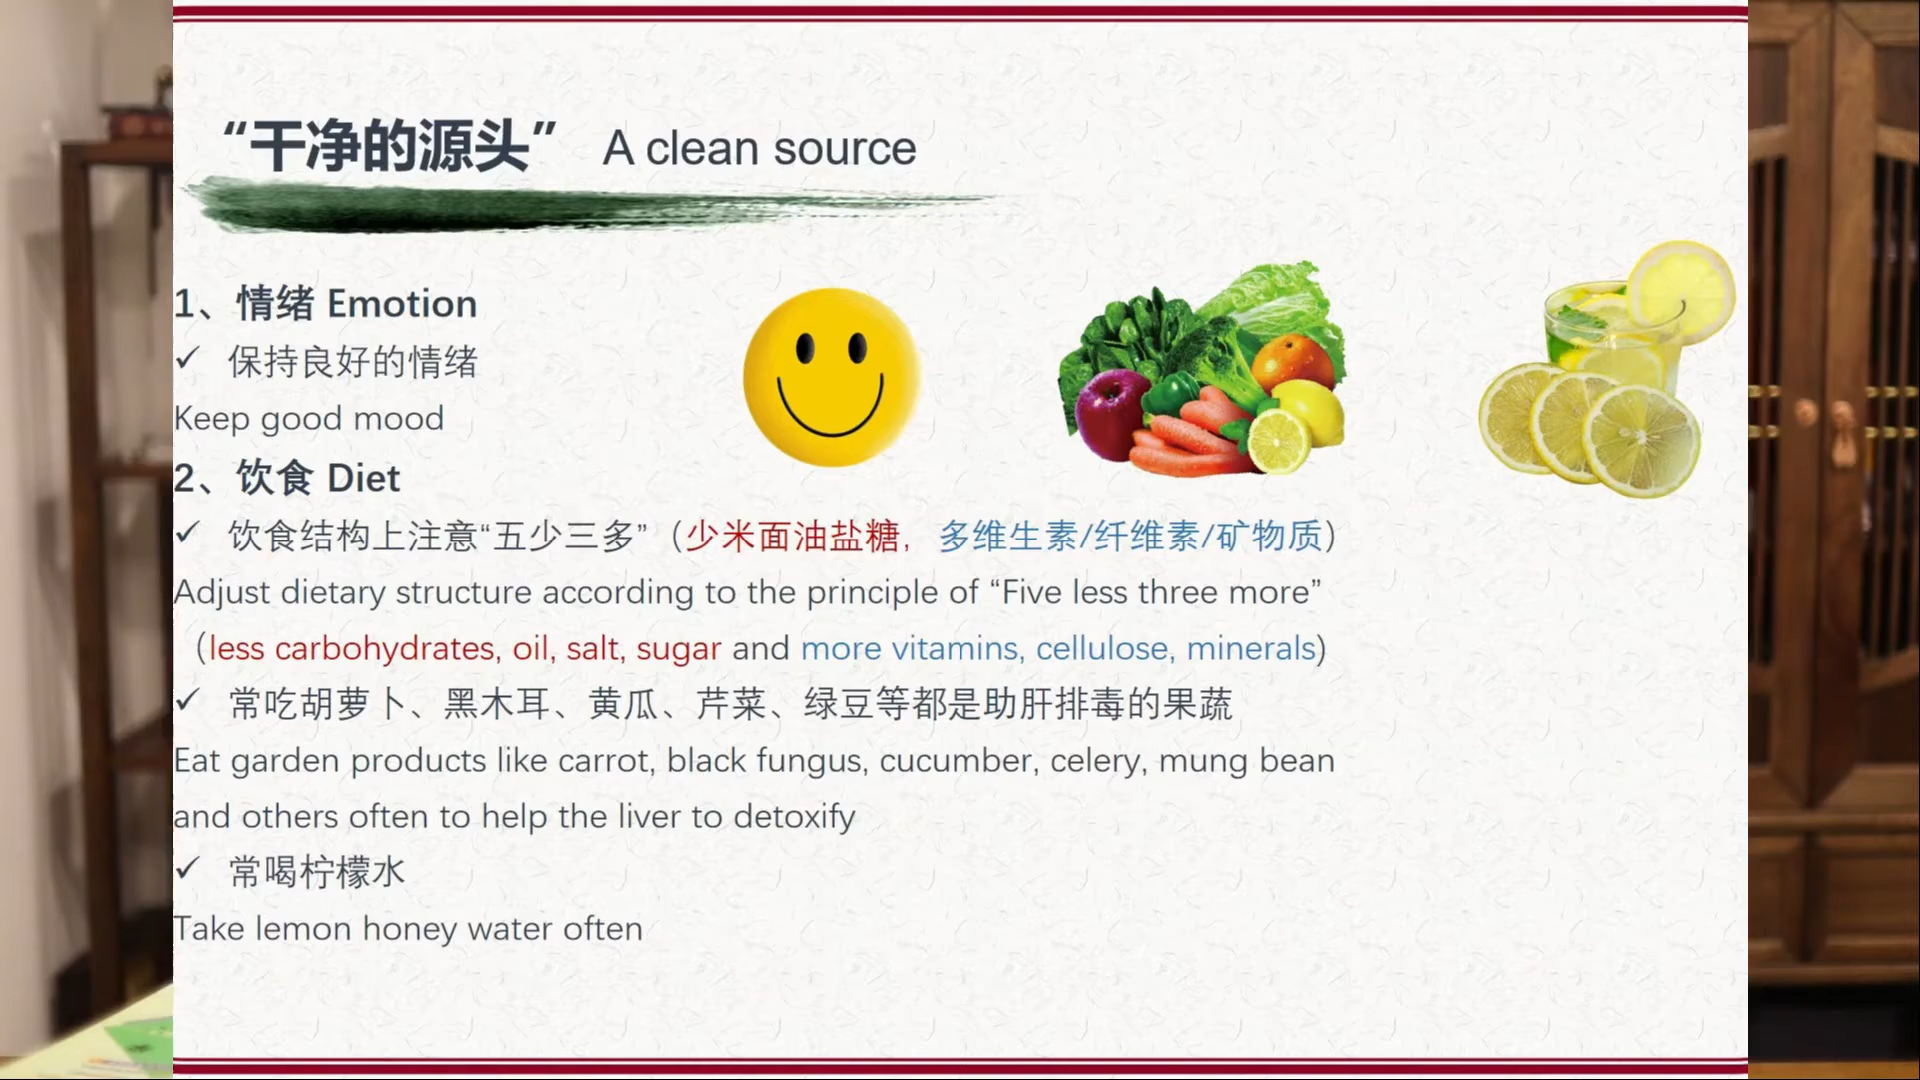 “干净的源头” A clean source
1、情绪 Emotion
✓ 保持良好的情绪
Keep good mood
2、饮食 Diet
✓ 饮食结构上注意“五少三多”（少米面油盐糖，多维生素/纤维素/矿物质）
Adjust dietary structure according to the principle of “Five less three more”
（less carbohydrates, oil, salt, sugar and more vitamins, cellulose, minerals)
✓ 常吃胡萝卜、黑木耳、黄瓜、芹菜、绿豆等都是助肝排毒的果蔬
Eat garden products like carrot, black fungus, cucumber, celery, mung bean
and others often to help the liver to detoxify
✓ 常喝柠檬水
Take lemon honey water often